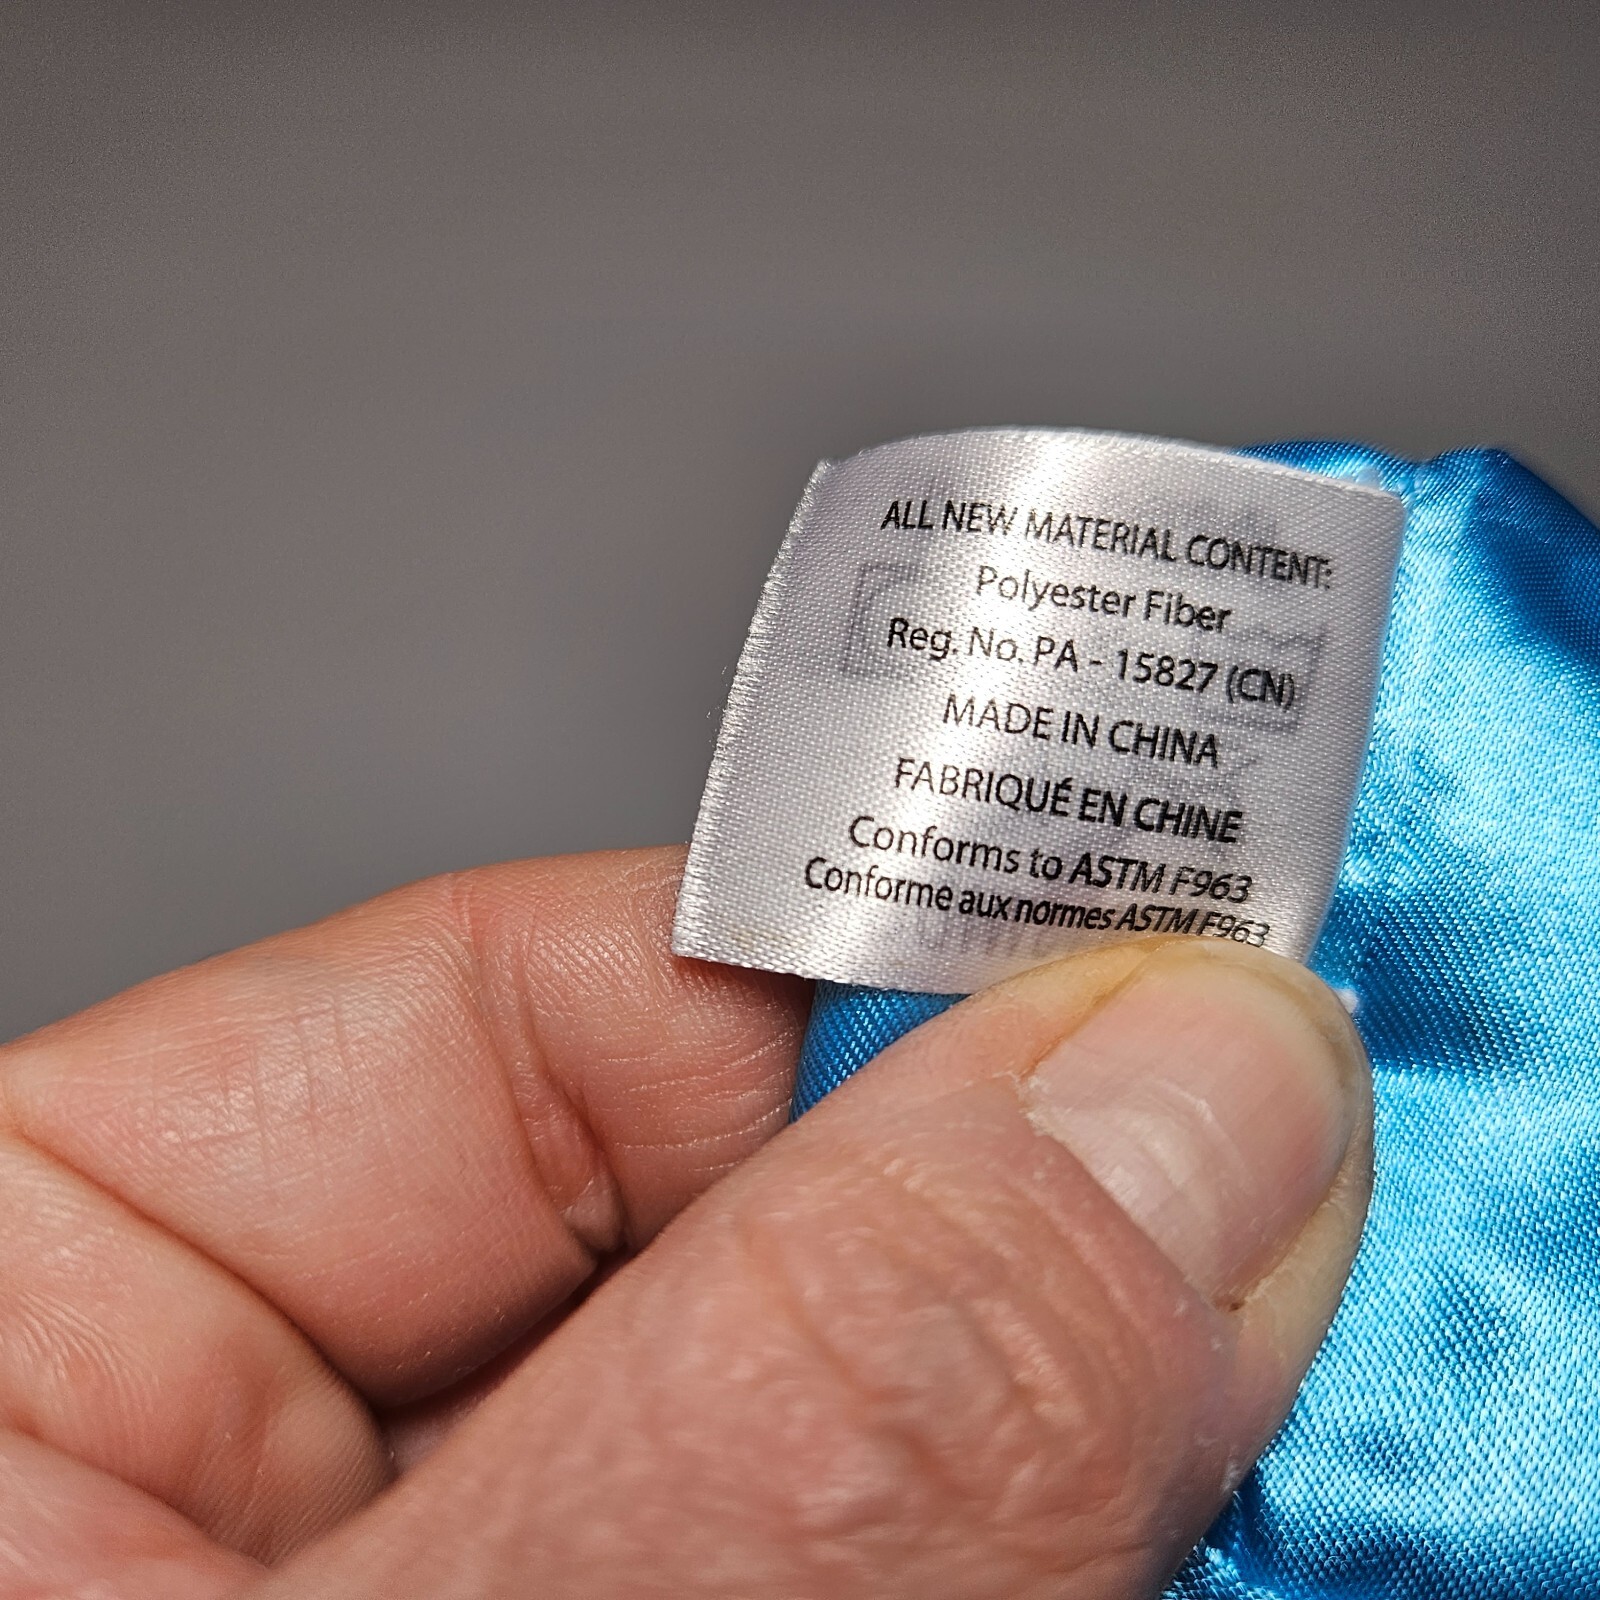 ALL NEW MATERIAL CONTENT:
Polyester Fiber
Reg. No. PA - 15827 (CN)
MADE IN CHINA
FABRIQUÉ EN CHINE
Conforms to ASTM F963
Conforme aux normes ASTM F963